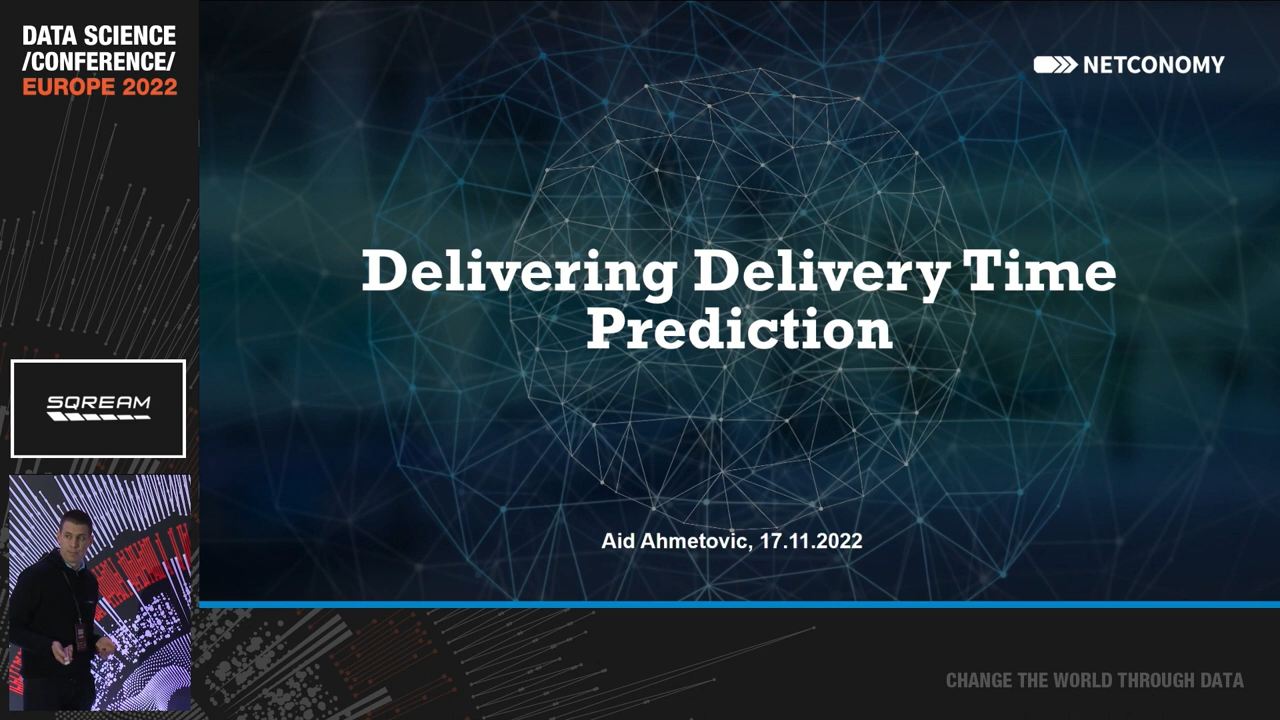 DATA SCIENCE
/CONFERENCE/
EUROPE 2022
NETCONOMY
Delivering Delivery Time
Prediction
SQREAM
Aid Ahmetovic, 17.11.2022
CHANGE THE WORLD THROUGH DATA